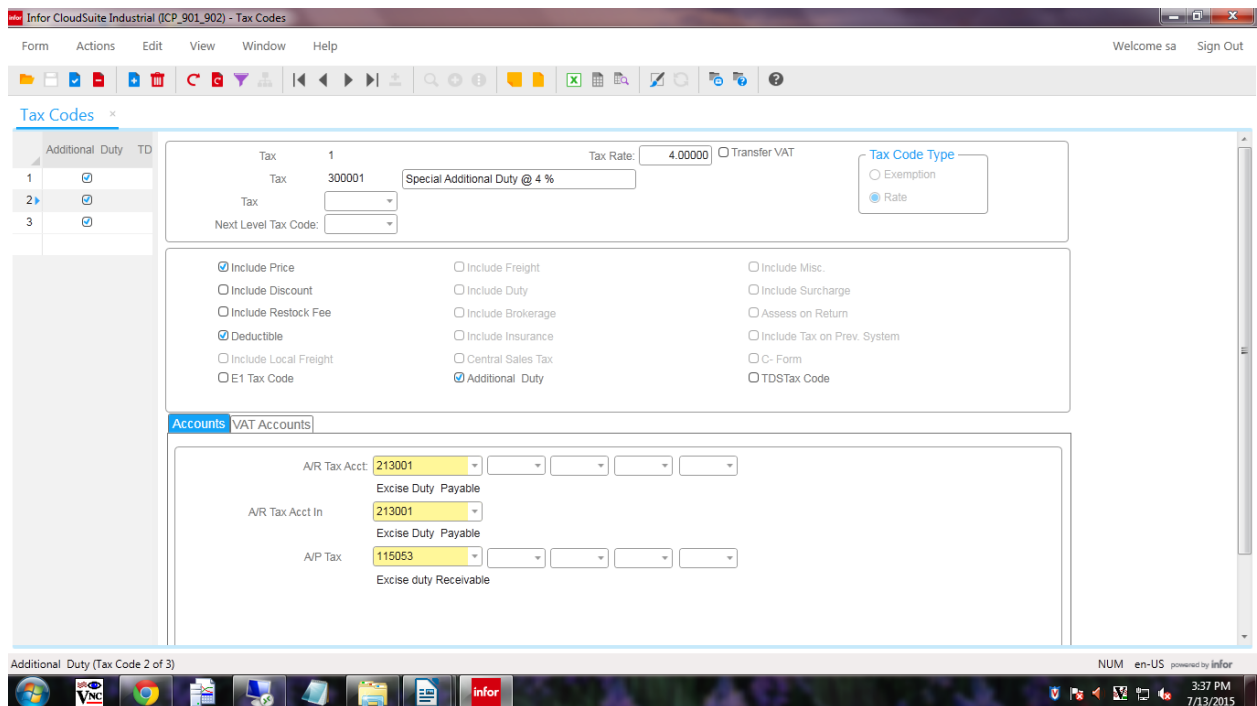 infor Infor CloudSuite Industrial (ICP_901_902) - Tax Codes
Form Actions Edit View Window Help Welcome sa Sign Out
Tax Codes ×
Additional Duty TD
1
2
3
Tax 1 Tax Rate: 4.00000 Transfer VAT
Tax 300001 Special Additional Duty @ 4 %
Tax
Next Level Tax Code:
Tax Code Type
Exemption
Rate
Include Price Include Freight Include Misc.
Include Discount Include Duty Include Surcharge
Include Restock Fee Include Brokerage Assess on Return
Deductible Include Insurance Include Tax on Prev. System
Include Local Freight Central Sales Tax C- Form
E1 Tax Code Additional Duty TDSTax Code
Accounts VAT Accounts
A/R Tax Acct: 213001
Excise Duty Payable
A/R Tax Acct In 213001
Excise Duty Payable
A/P Tax 115053
Excise duty Receivable
Additional Duty (Tax Code 2 of 3) NUM en-US powered by infor
VNC infor 3:37 PM
7/13/2015